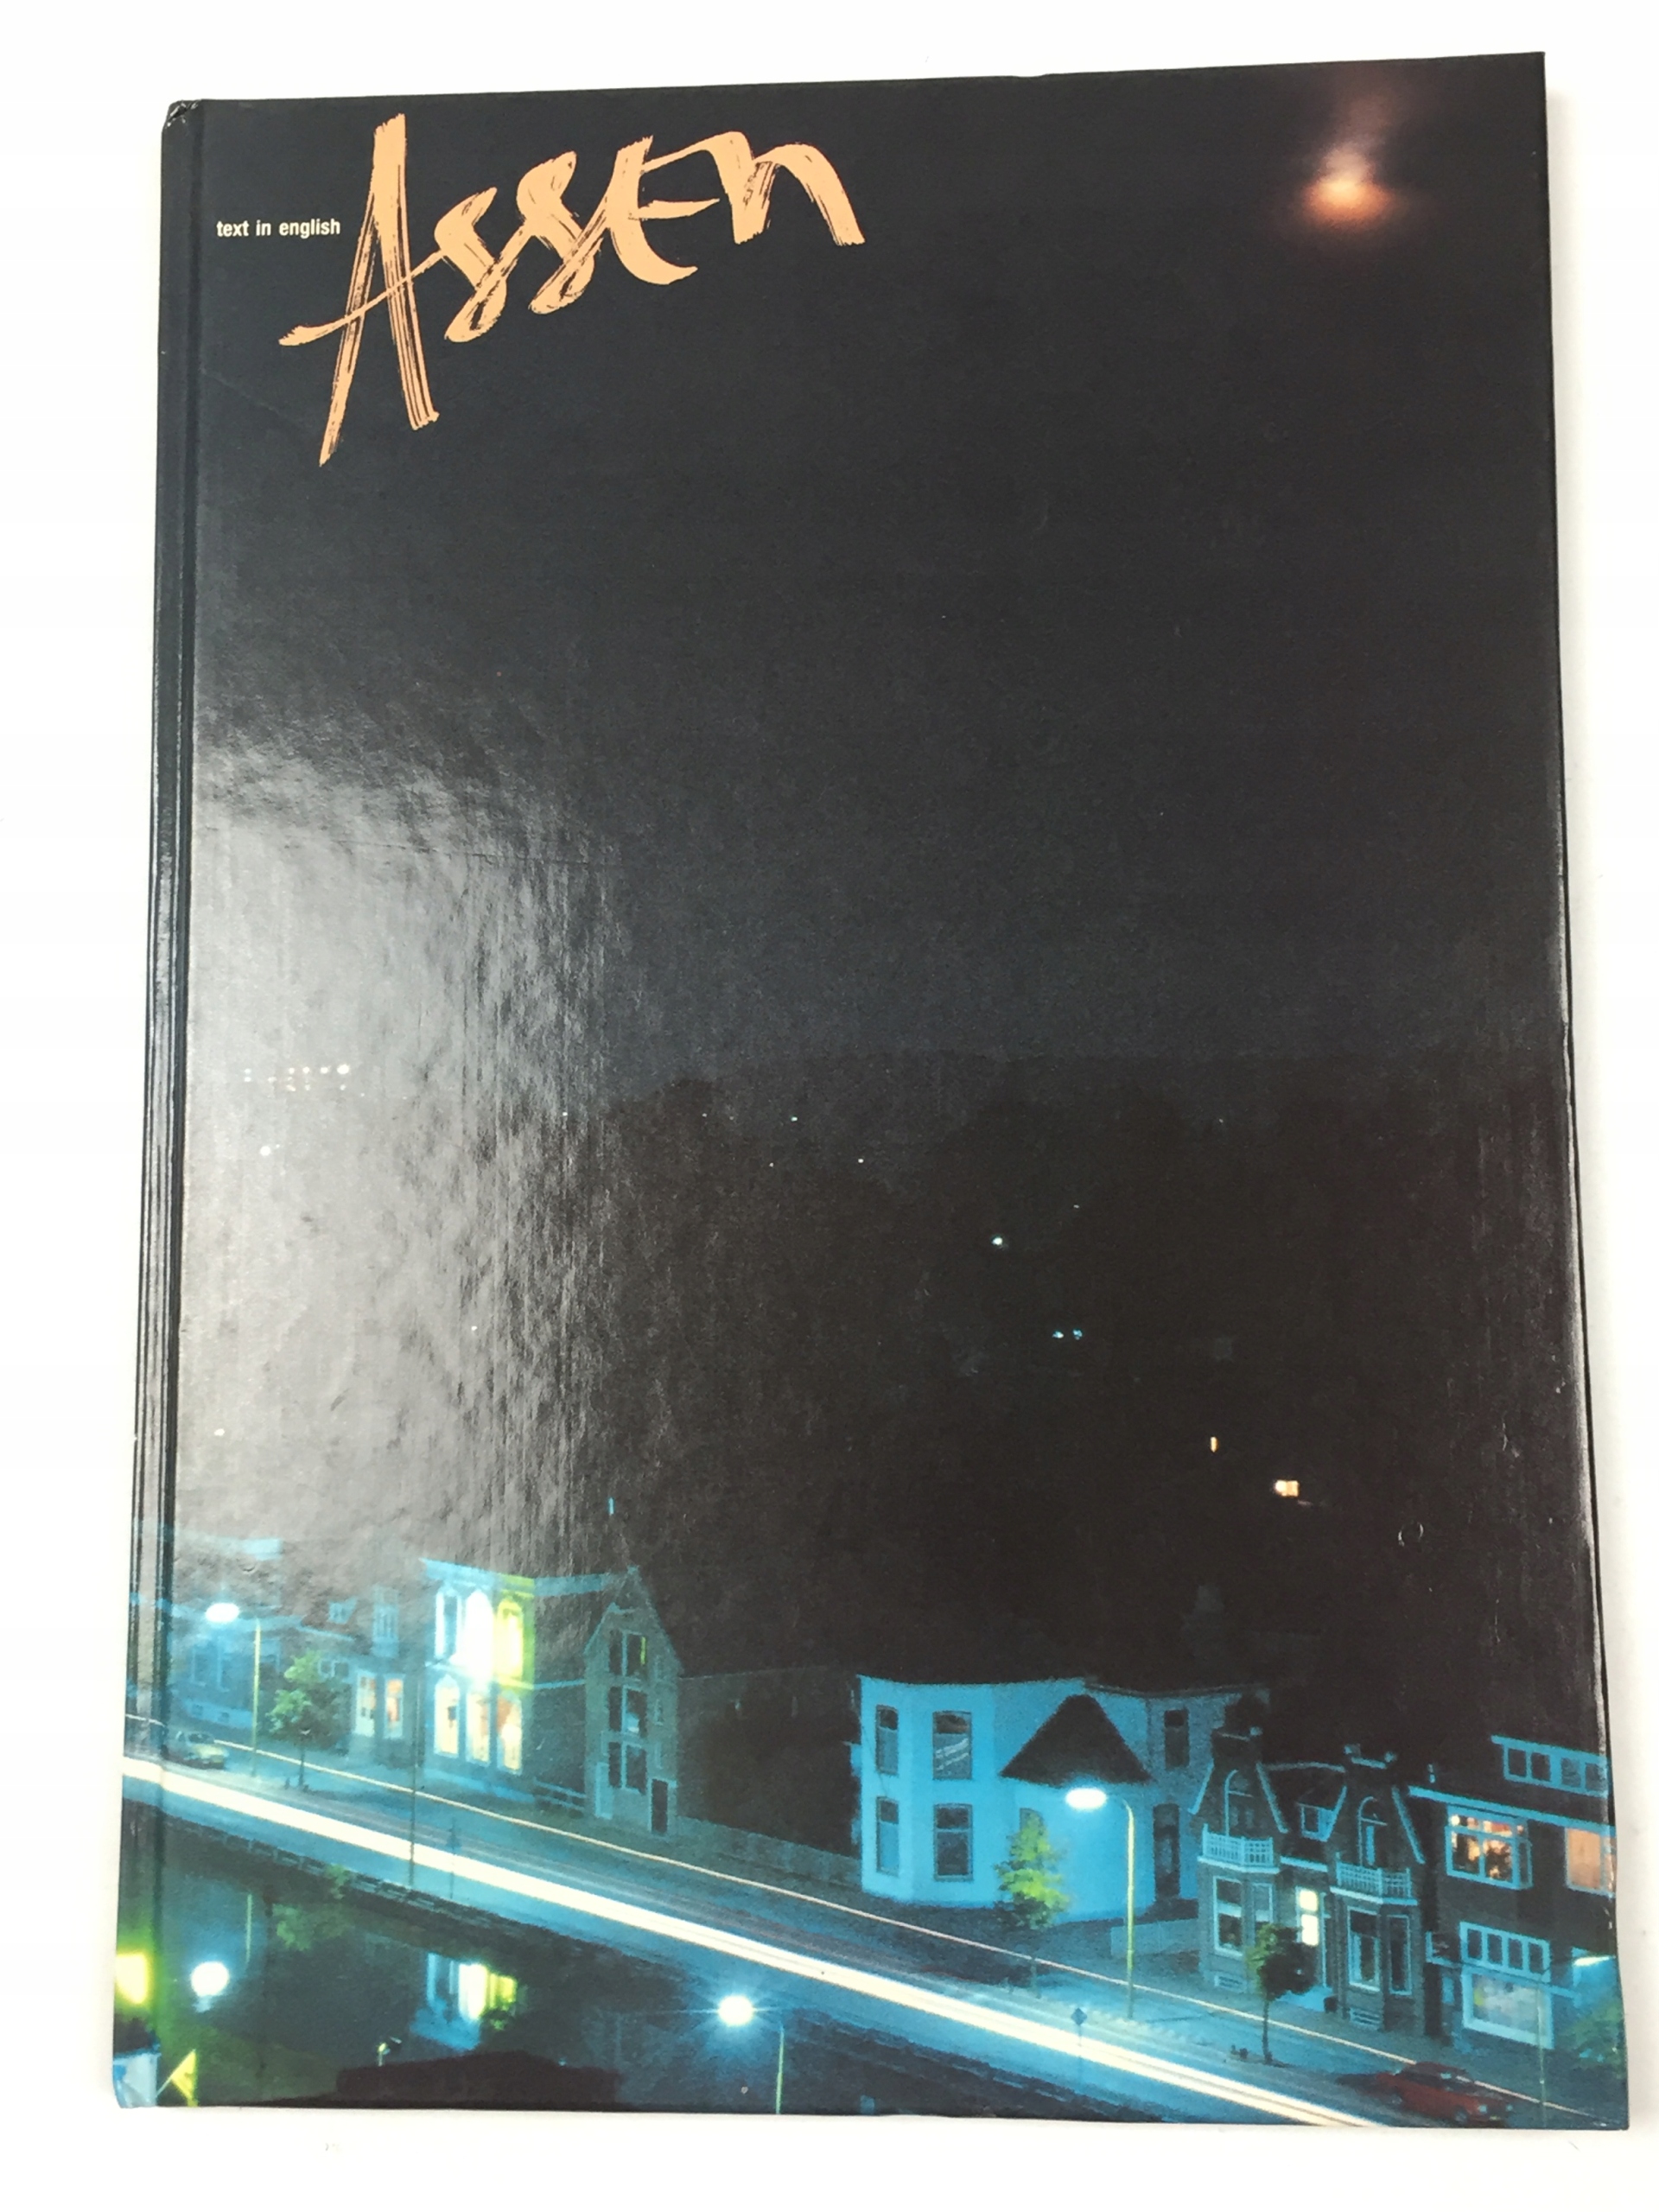 text in english
Assen